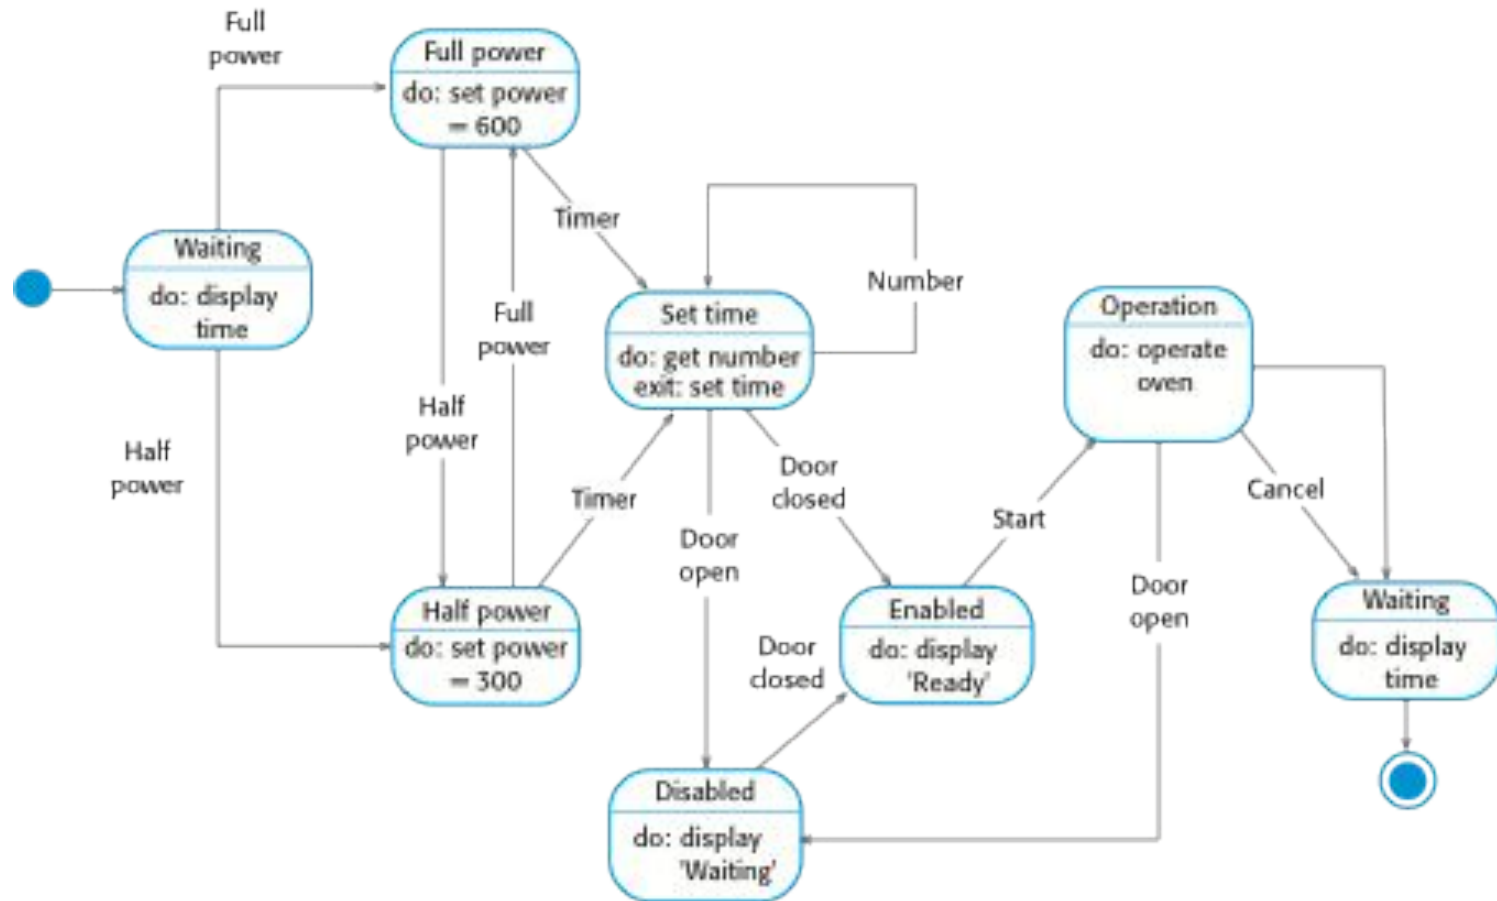 Full
power
Full power
do: set power
= 600
Timer
Waiting
do: display
time
Number
Full
power
Set time
do: get number
exit: set time
Operation
do: operate
oven
Half
power
Half
power
Timer
Door
closed
Cancel
Start
Door
open
Door
open
Half power
do: set power
= 300
Enabled
do: display
'Ready'
Waiting
do: display
time
Door
closed
Disabled
do: display
'Waiting'